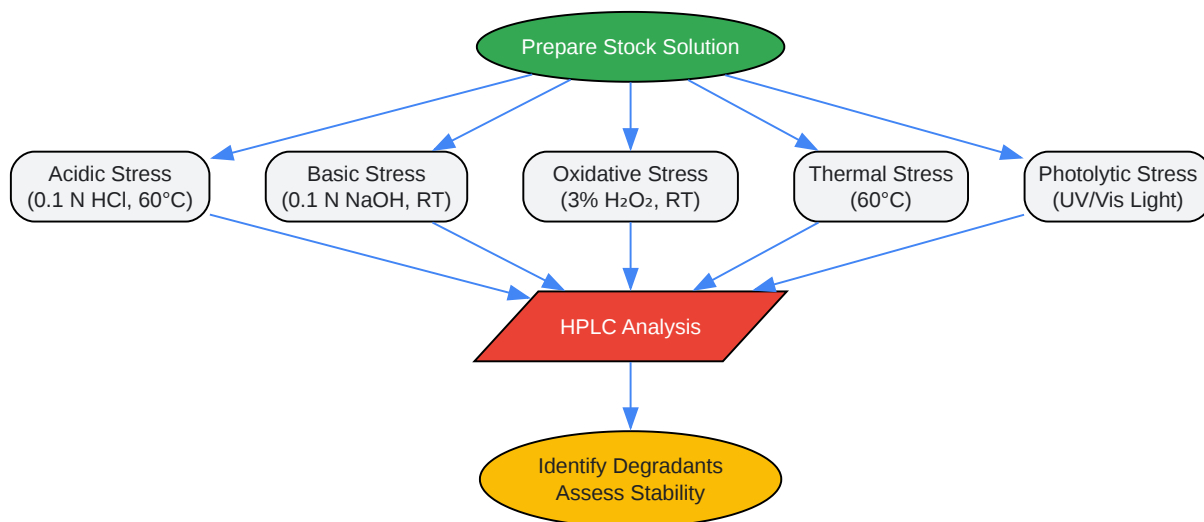 Prepare Stock Solution
Acidic Stress
(0.1 N HCl, 60°C)
Basic Stress
(0.1 N NaOH, RT)
Oxidative Stress
(3% H₂O₂, RT)
Thermal Stress
(60°C)
Photolytic Stress
(UV/Vis Light)
HPLC Analysis
Identify Degradants
Assess Stability